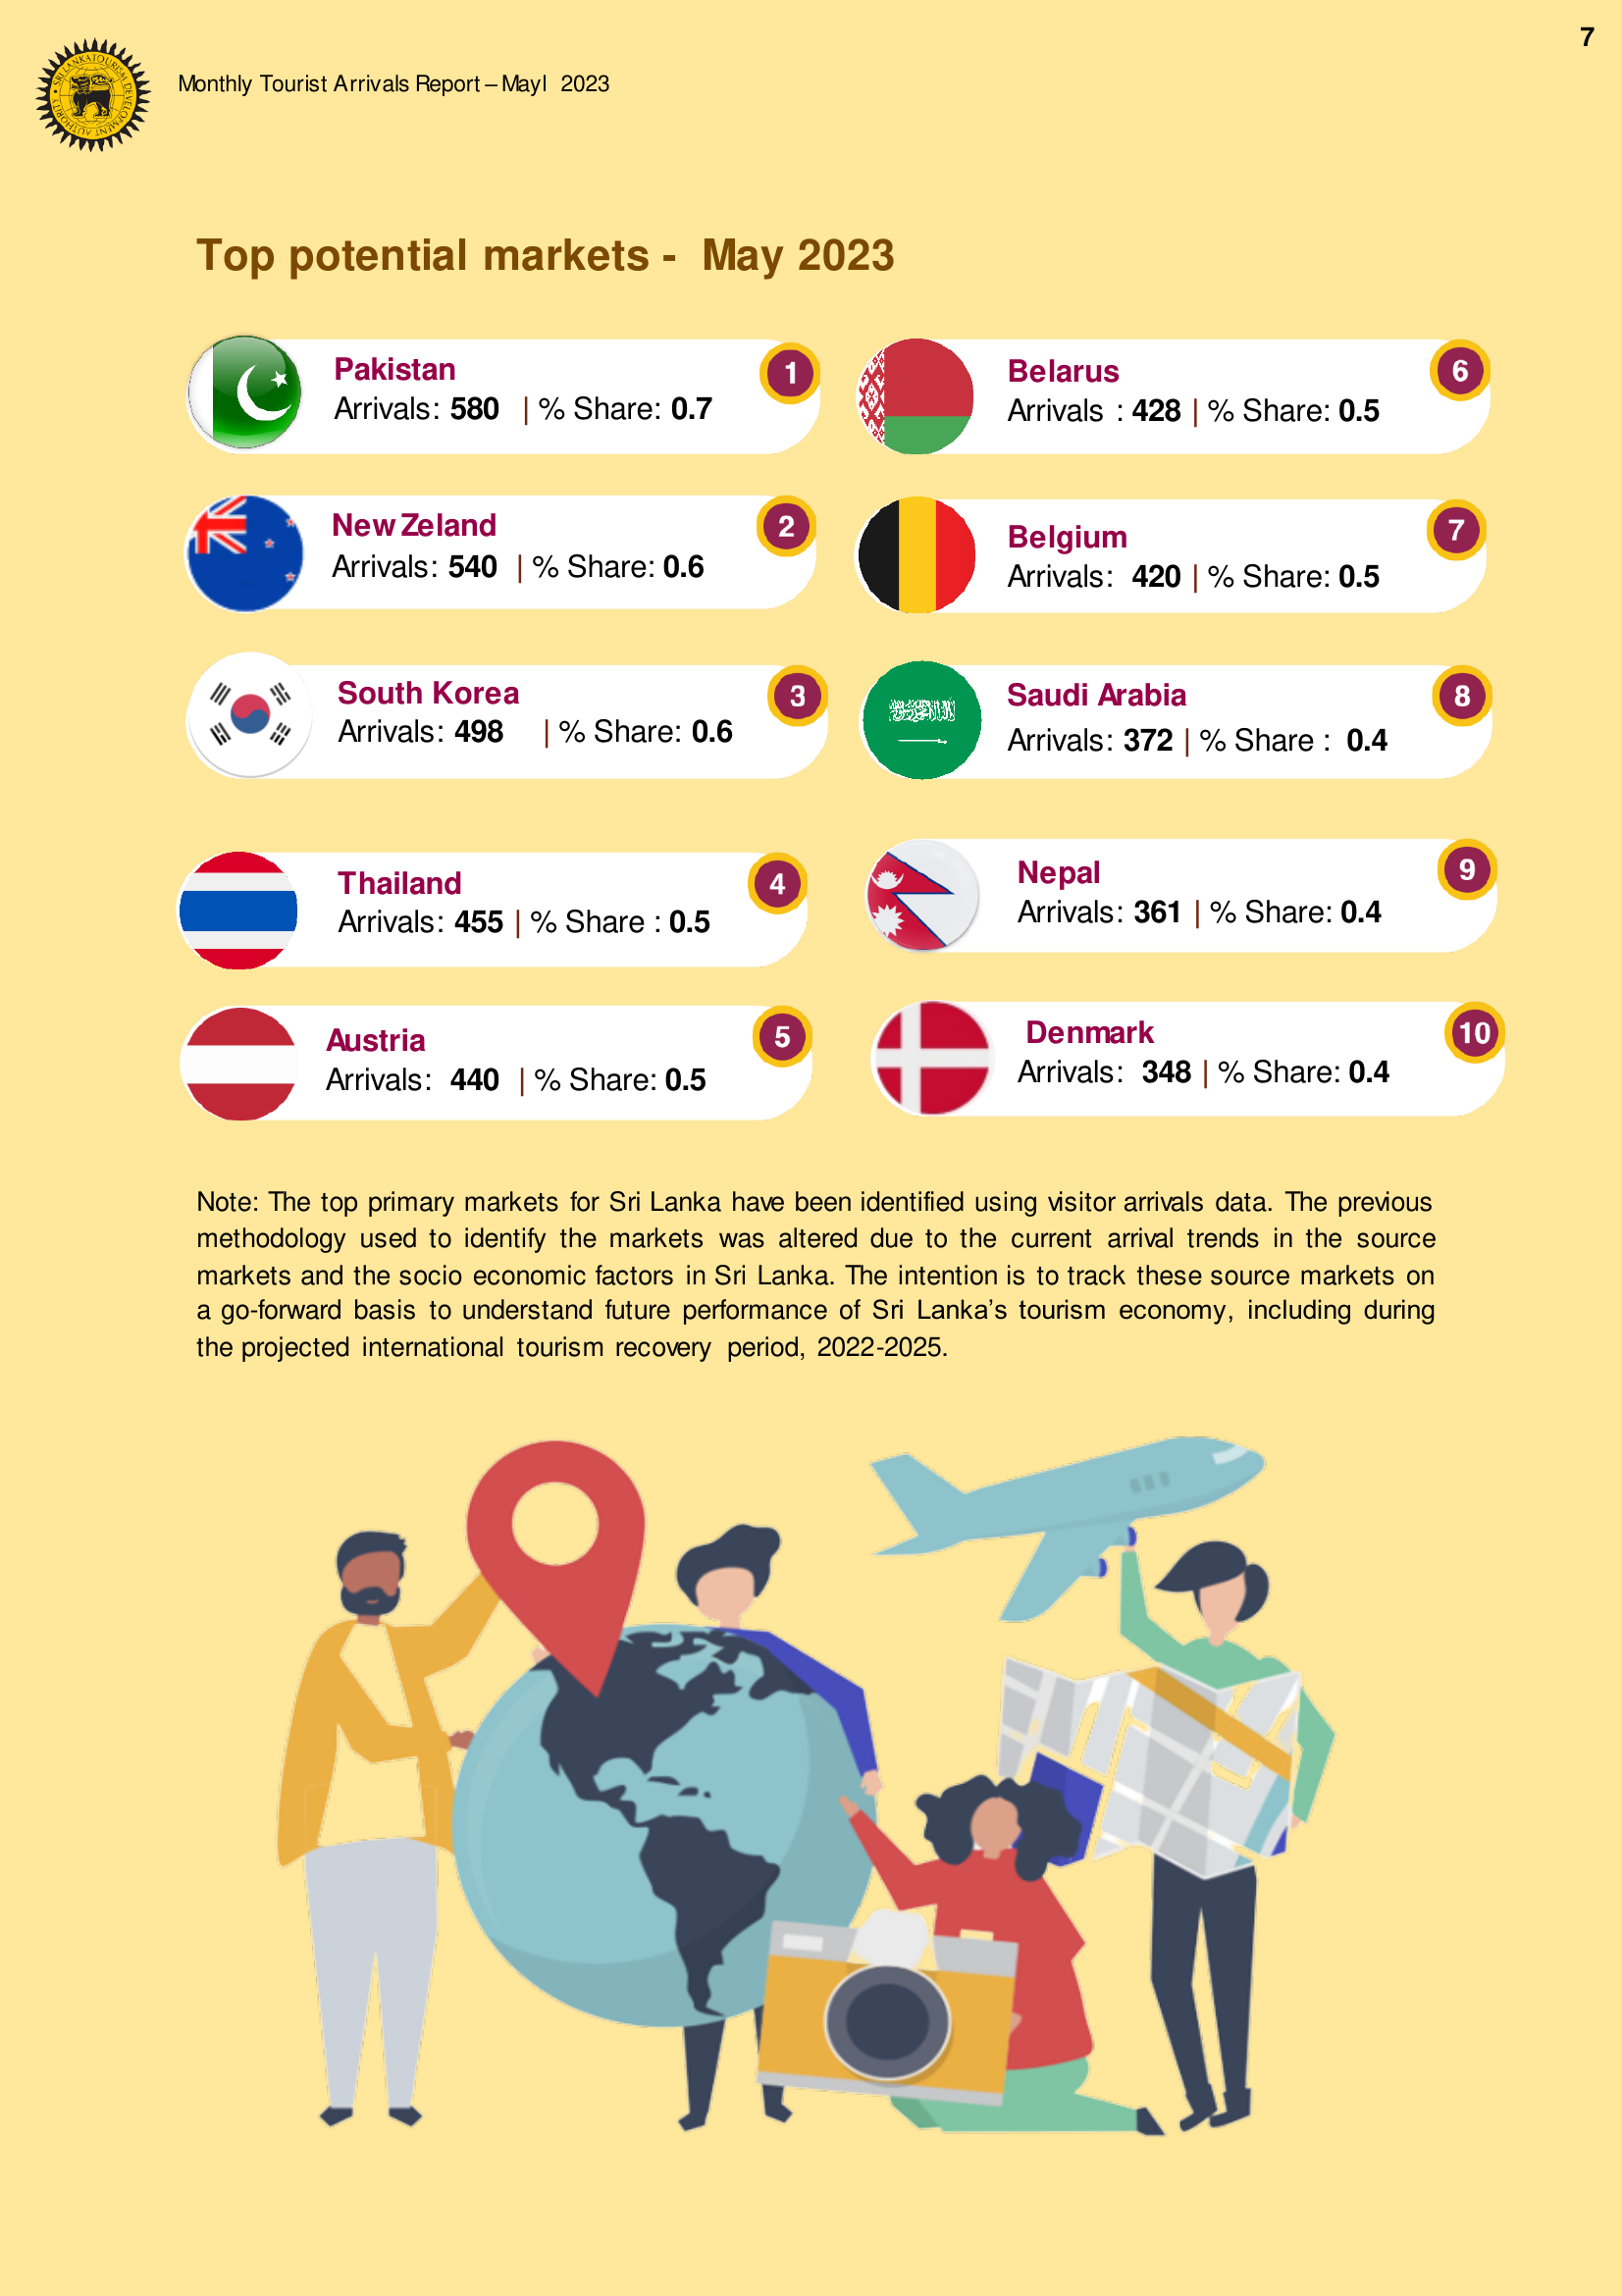 7
SRI LANKA TOURISM DEVELOPMENT AUTHORITY
Monthly Tourist Arrivals Report – Mayl 2023
Top potential markets - May 2023
Pakistan
Arrivals: 580 | % Share: 0.7
1
New Zeland
Arrivals: 540 | % Share: 0.6
2
South Korea
Arrivals: 498 | % Share: 0.6
3
Thailand
Arrivals: 455 | % Share : 0.5
4
Austria
Arrivals: 440 | % Share: 0.5
5
Belarus
Arrivals : 428 | % Share: 0.5
6
Belgium
Arrivals: 420 | % Share: 0.5
7
Saudi Arabia
Arrivals: 372 | % Share : 0.4
8
Nepal
Arrivals: 361 | % Share: 0.4
9
Denmark
Arrivals: 348 | % Share: 0.4
10
Note: The top primary markets for Sri Lanka have been identified using visitor arrivals data. The previous
methodology used to identify the markets was altered due to the current arrival trends in the source
markets and the socio economic factors in Sri Lanka. The intention is to track these source markets on
a go-forward basis to understand future performance of Sri Lanka's tourism economy, including during
the projected international tourism recovery period, 2022-2025.